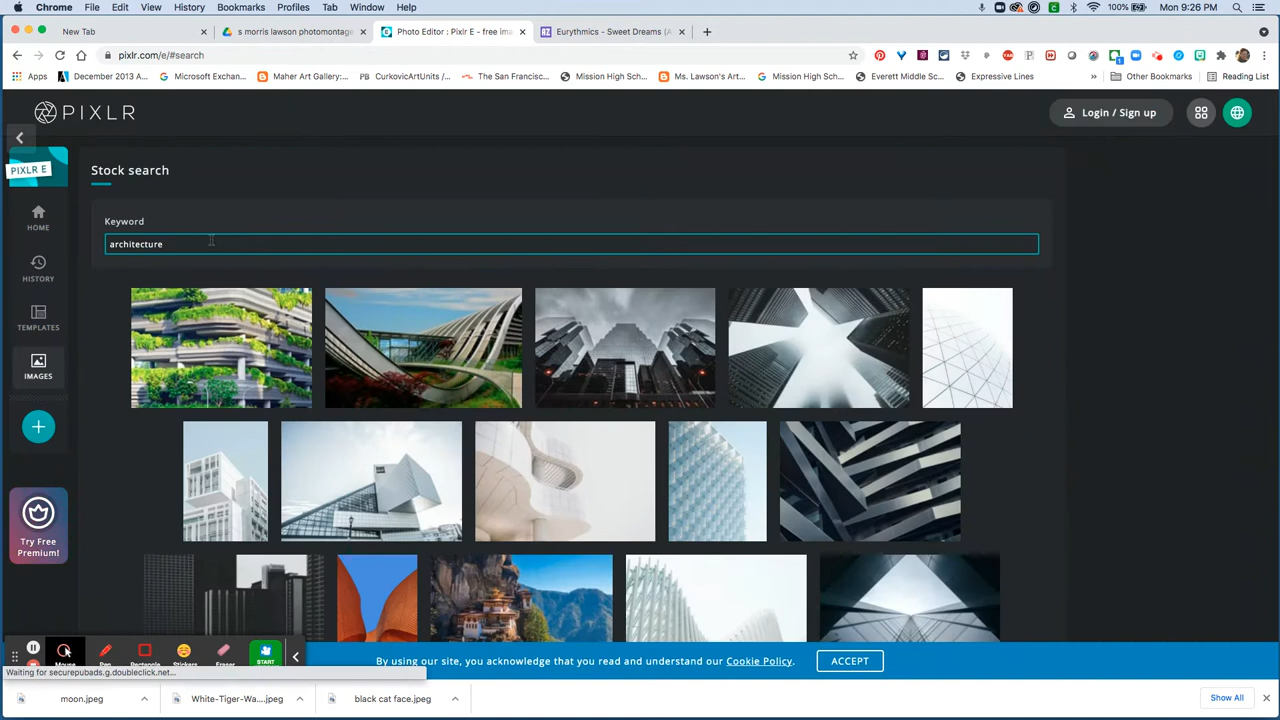 Chrome File Edit View History Bookmarks Profiles Tab Window Help 100% Mon 9:26 PM
New Tab s morris lawson photomontage Photo Editor : Pixlr E - free ima Eurythmics - Sweet Dreams (A
pixlr.com/e/#search
Apps December 2013 A... Microsoft Exchan... Maher Art Gallery:... CurkovicArtUnits /... The San Francisc... Mission High Sch... Ms. Lawson's Art... Mission High Sch... Everett Middle Sc... Expressive Lines » Other Bookmarks Reading List
PIXLR Login / Sign up
PIXLR E
Stock search
HOME
Keyword
architecture
HISTORY
TEMPLATES
IMAGES
Try Free
Premium!
Mouse Pen Rectangle Stickers Eraser START
By using our site, you acknowledge that you read and understand our Cookie Policy. ACCEPT
Waiting for securepubads.g.doubleclick.net...
moon.jpeg White-Tiger-Wa....jpeg black cat face.jpeg Show All